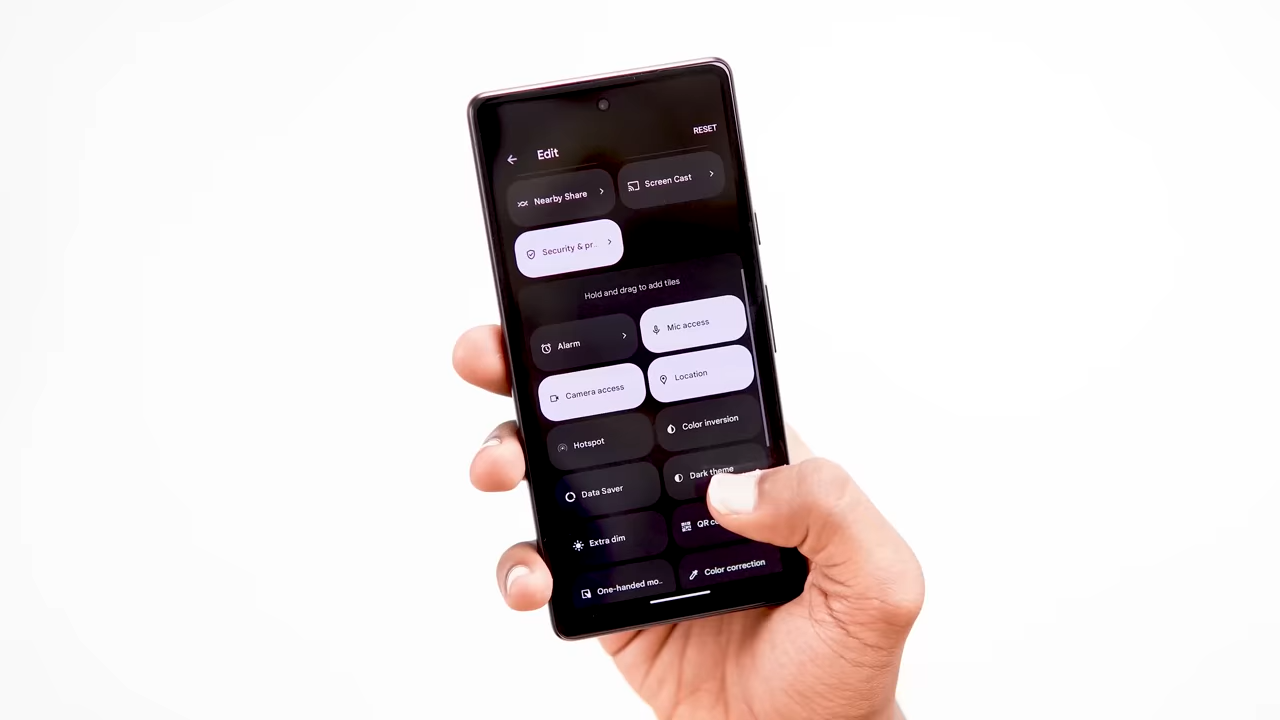 RESET
Edit
Nearby Share
Screen Cast
Security & pr..
Hold and drag to add tiles
Alarm
Mic access
Camera access
Location
Hotspot
Color inversion
Data Saver
Dark theme
Extra dim
QR
One-handed mo..
Color correction